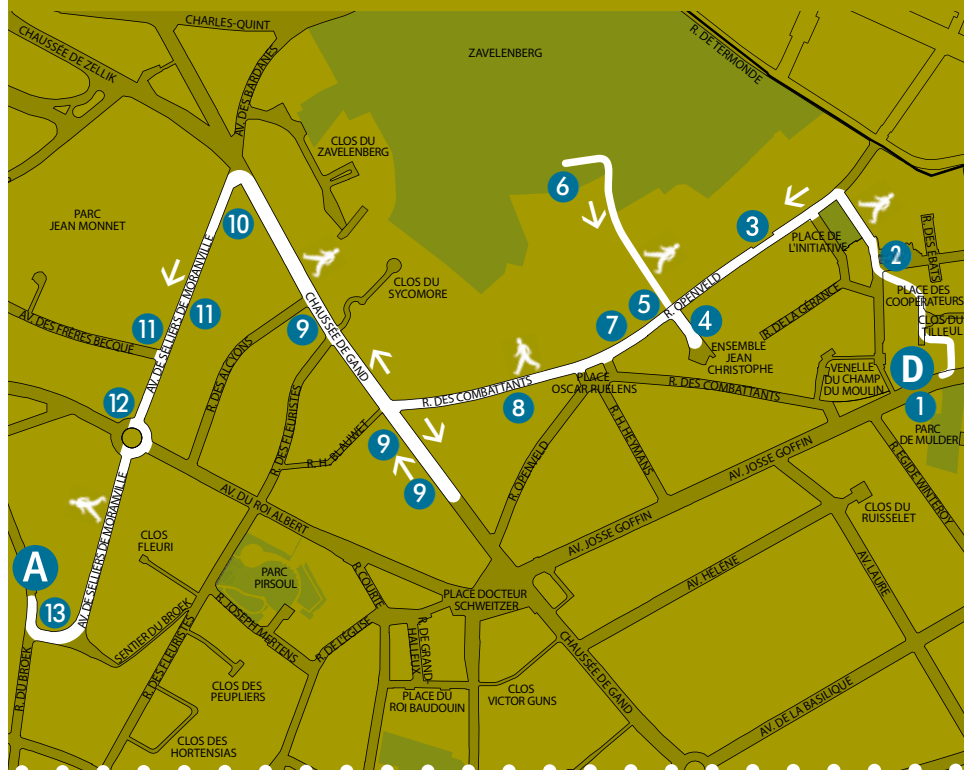 CHARLES-QUINT
CHAUSSÉE DE ZELLIK
AV. DES BARDANES
ZAVELENBERG
R. DE TERMONDE
CLOS DU
ZAVELENBERG
6
PARC
JEAN MONNET
10
3
PLACE DE
L'INITIATIVE
2
R. DES EBATS
CLOS DU
SYCOMORE
PLACE DES
COOPÉRATEURS
CLOS DU
TILLEUL
AV. DES FRÈRES BECQUÉ
11
11
AV. DE SELLIERS DE MORANVILLE
CHAUSSÉE DE GAND
9
5
R. OPENVELD
4
7
R. DE LA GÉRANCE
ENSEMBLE
JEAN
CHRISTOPHE
D
1
VENELLE
DU CHAMP
DU MOULIN
PARC
DE MULDER
R. DES ALCYONS
12
R. DES COMBATTANTS
8
PLACE
OSCAR RUELENS
R. DES COMBATTANTS
R. DES FLEURISTES
R. H. BLAUWET
9
9
R. OPENVELD
R. H. HEYMANS
AV. JOSSE GOFFIN
R. EGIDE WINTEROY
AV. DU ROI ALBERT
AV. DE SELLIERS DE MORANVILLE
CLOS
FLEURI
AV. JOSSE GOFFIN
CLOS DU
RUISSELET
A
13
PARC
PIRSOUL
R. COURTE
PLACE DOCTEUR
SCHWEITZER
AV. HÉLÈNE
AV. LAURE
SENTIER DU BROEK
R. JOSEPH MERTENS
R. DE L'ÉGLISE
R. DE GRAND-
HALLEUX
R. DU BROEK
R. DES FLEURISTES
CLOS DES
PEUPLIERS
PLACE DU
ROI BAUDOUIN
CLOS
VICTOR GUNS
CHAUSSÉE DE GAND
AV. DE LA BASILIQUE
CLOS DES
HORTENSIAS